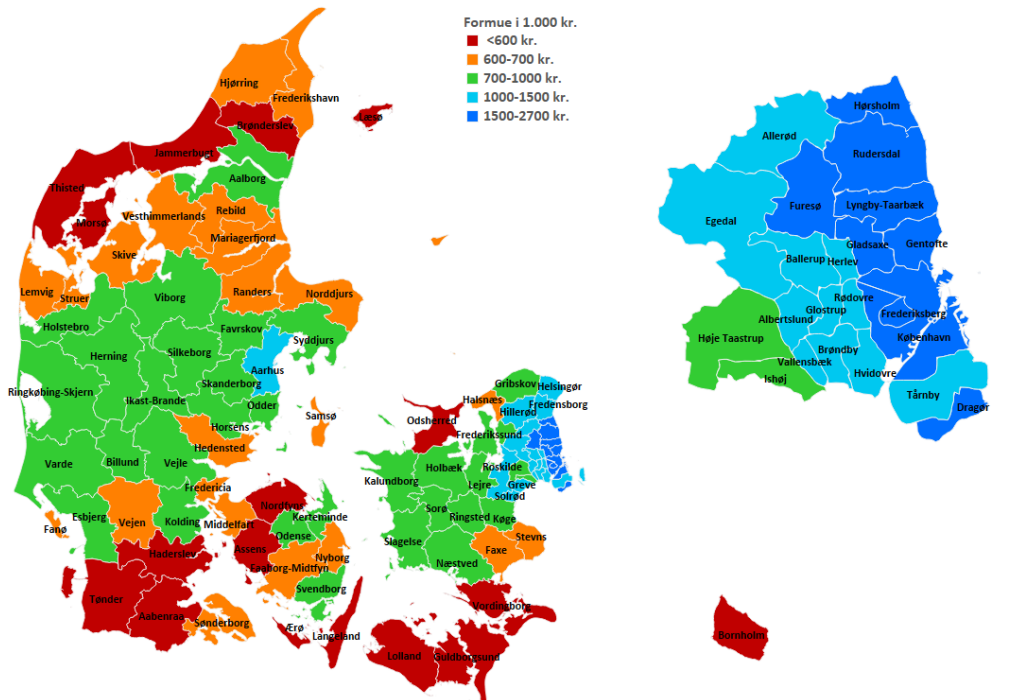 Formue i 1.000 kr.
<600 kr.
600-700 kr.
700-1000 kr.
1000-1500 kr.
1500-2700 kr.
Hjørring
Frederikshavn
Læsø
Brønderslev
Jammerbugt
Aalborg
Thisted
Morsø
Vesthimmerlands
Rebild
Mariagerfjord
Skive
Lemvig
Struer
Randers
Norddjurs
Viborg
Holstebro
Favrskov
Syddjurs
Herning
Silkeborg
Aarhus
Skanderborg
Ringkøbing-Skjern
Ikast-Brande
Odder
Samsø
Horsens
Hedensted
Varde
Billund
Vejle
Fredericia
Esbjerg
Fanø
Vejen
Kolding
Middelfart
Nordfyns
Kerteminde
Odense
Assens
Nyborg
Faaborg-Midtfyn
Svendborg
Haderslev
Tønder
Aabenraa
Sønderborg
Ærø
Langeland
Gribskov
Helsingør
Halsnæs
Fredensborg
Hillerød
Odsherred
Frederikssund
Holbæk
Roskilde
Kalundborg
Lejre
Greve
Solrød
Sorø
Ringsted
Køge
Slagelse
Stevns
Faxe
Næstved
Vordingborg
Lolland
Guldborgsund
Bornholm
Hørsholm
Allerød
Rudersdal
Furesø
Lyngby-Taarbæk
Egedal
Gladsaxe
Gentofte
Ballerup
Herlev
Rødovre
Glostrup
Frederiksberg
Albertslund
Høje Taastrup
København
Brøndby
Vallensbæk
Hvidovre
Ishøj
Tårnby
Dragør